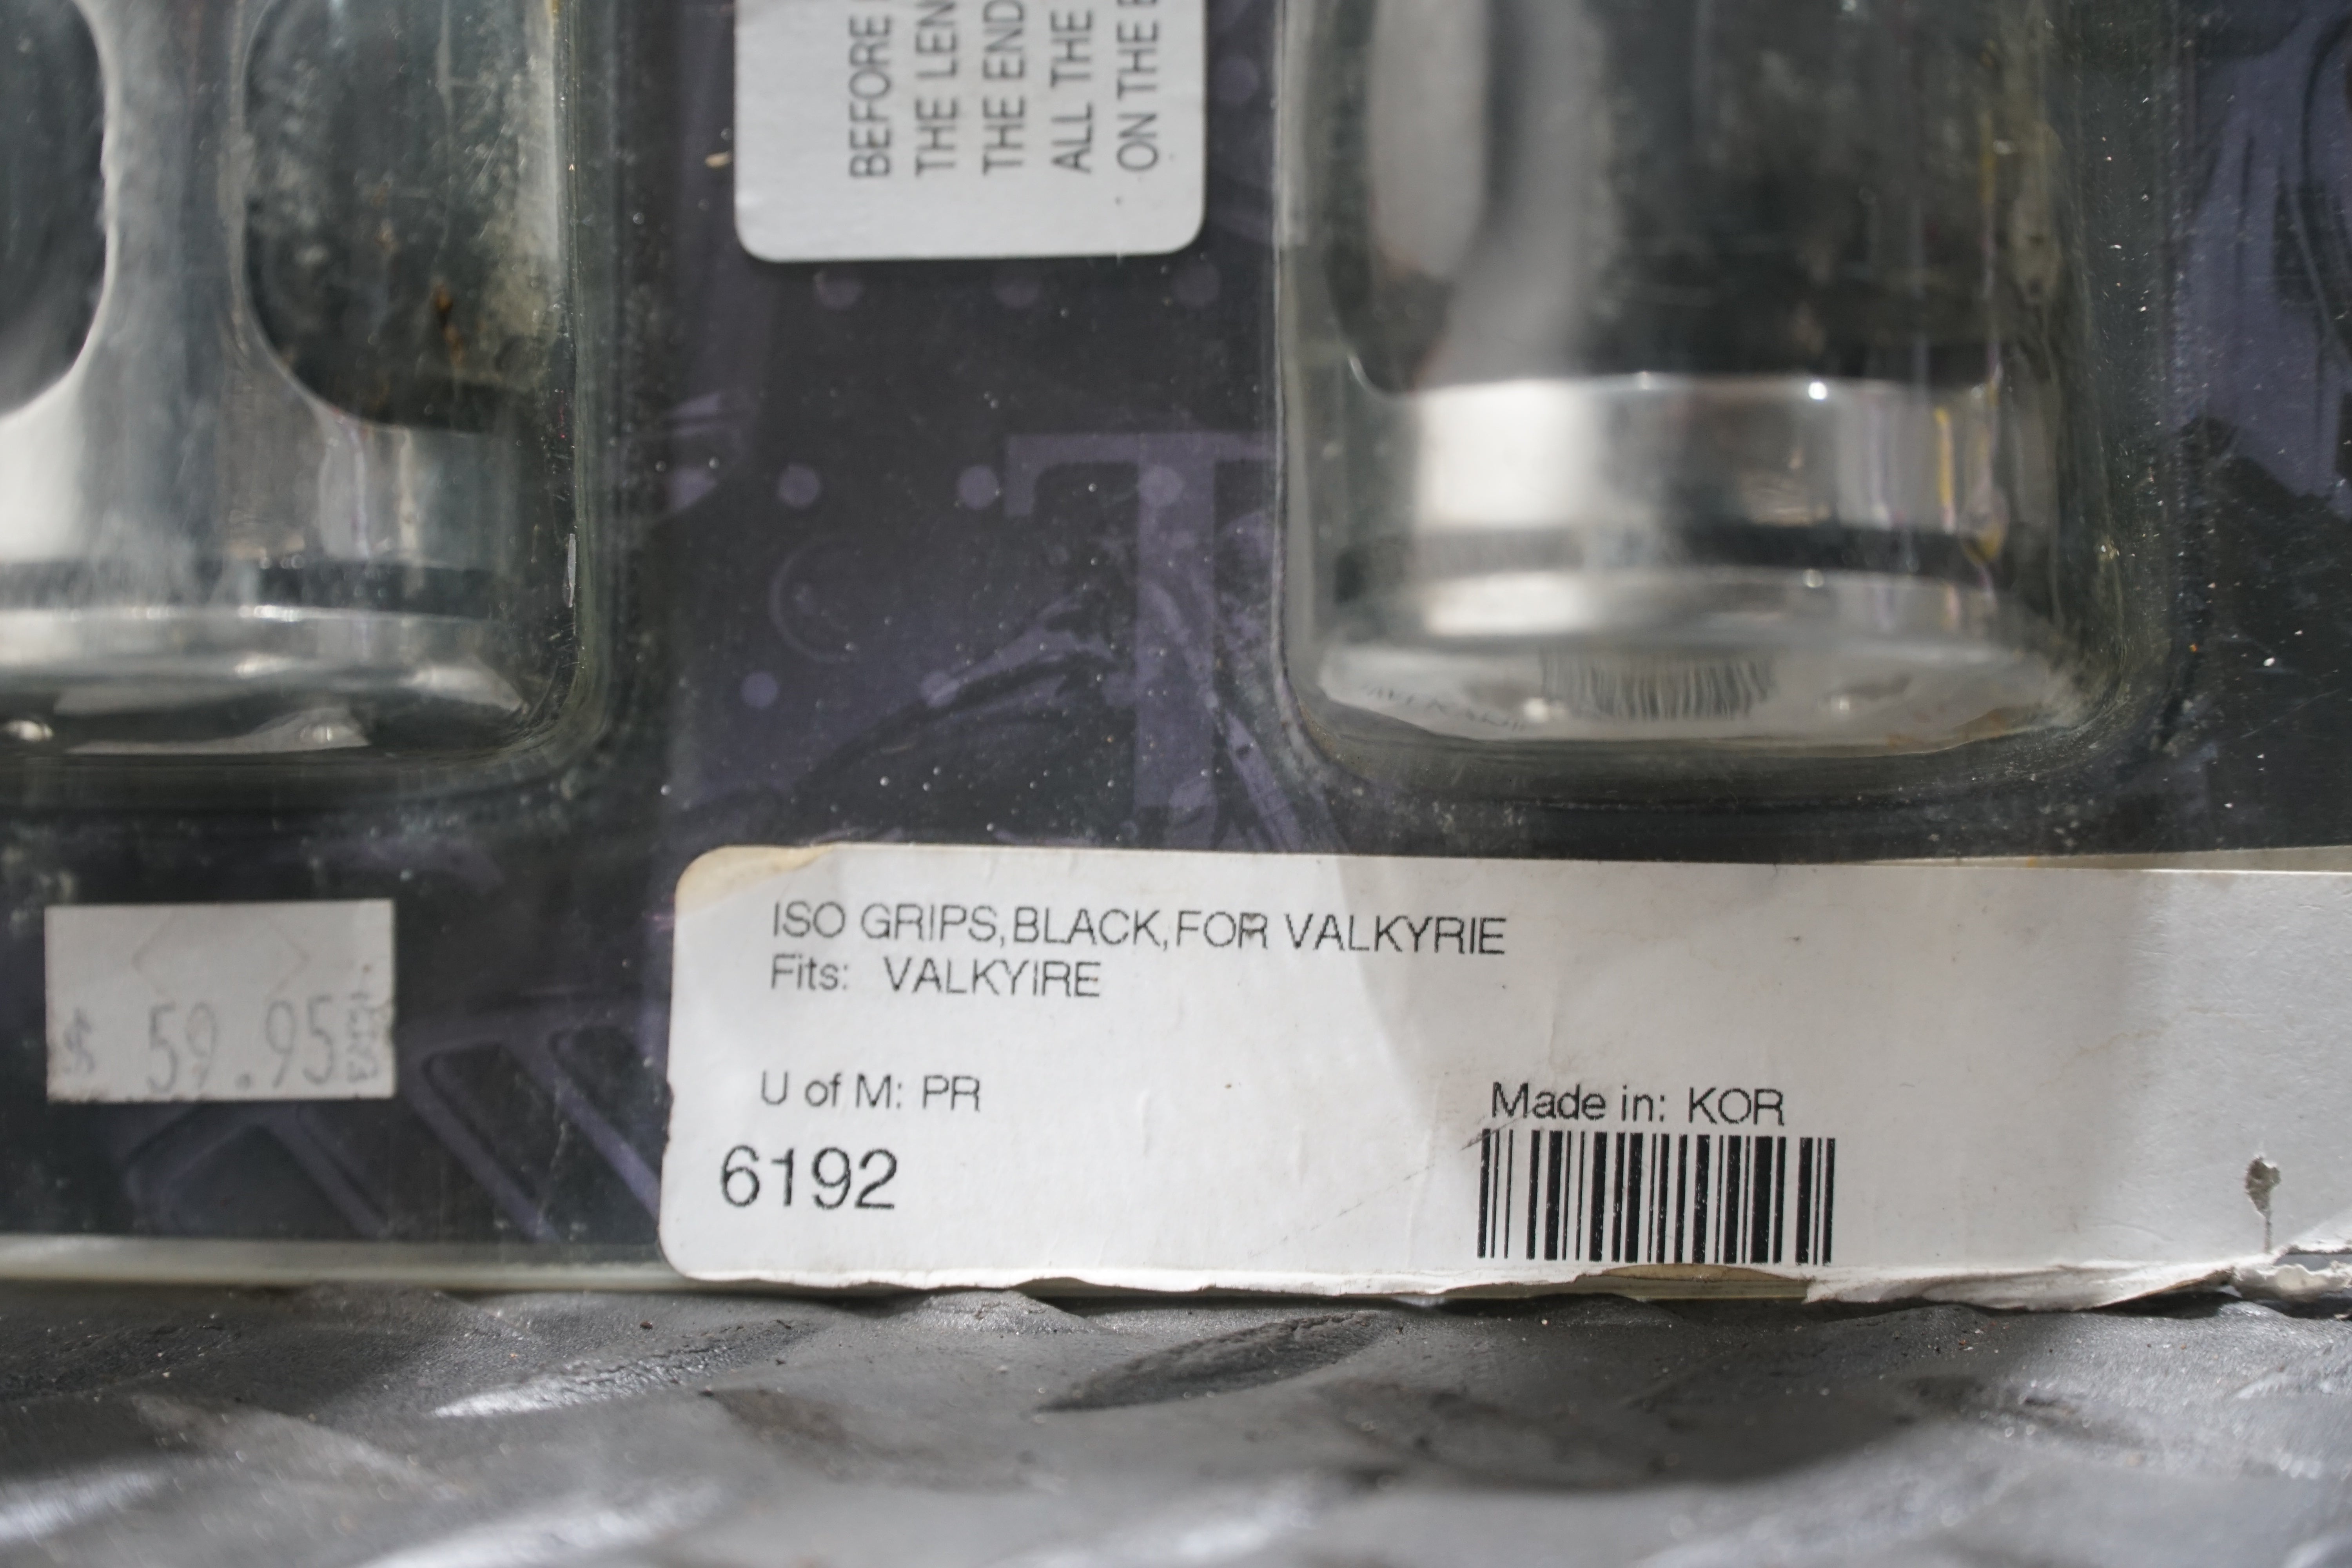 BEFORE
THE LEN
THE END
ALL THE
ON THE
ISO GRIPS,BLACK,FOR VALKYRIE
Fits: VALKYIRE
$ 59.95
U of M: PR
Made in: KOR
6192